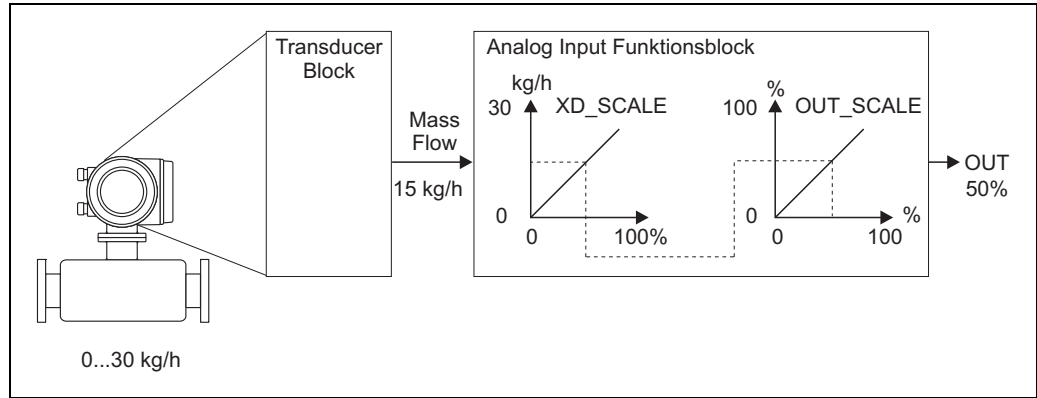 Transducer
Block
Analog Input Funktionsblock
Mass
Flow
15 kg/h
kg/h
30
XD_SCALE
0
0
100%
%
100
OUT_SCALE
0
0
100
%
OUT
50%
0...30 kg/h